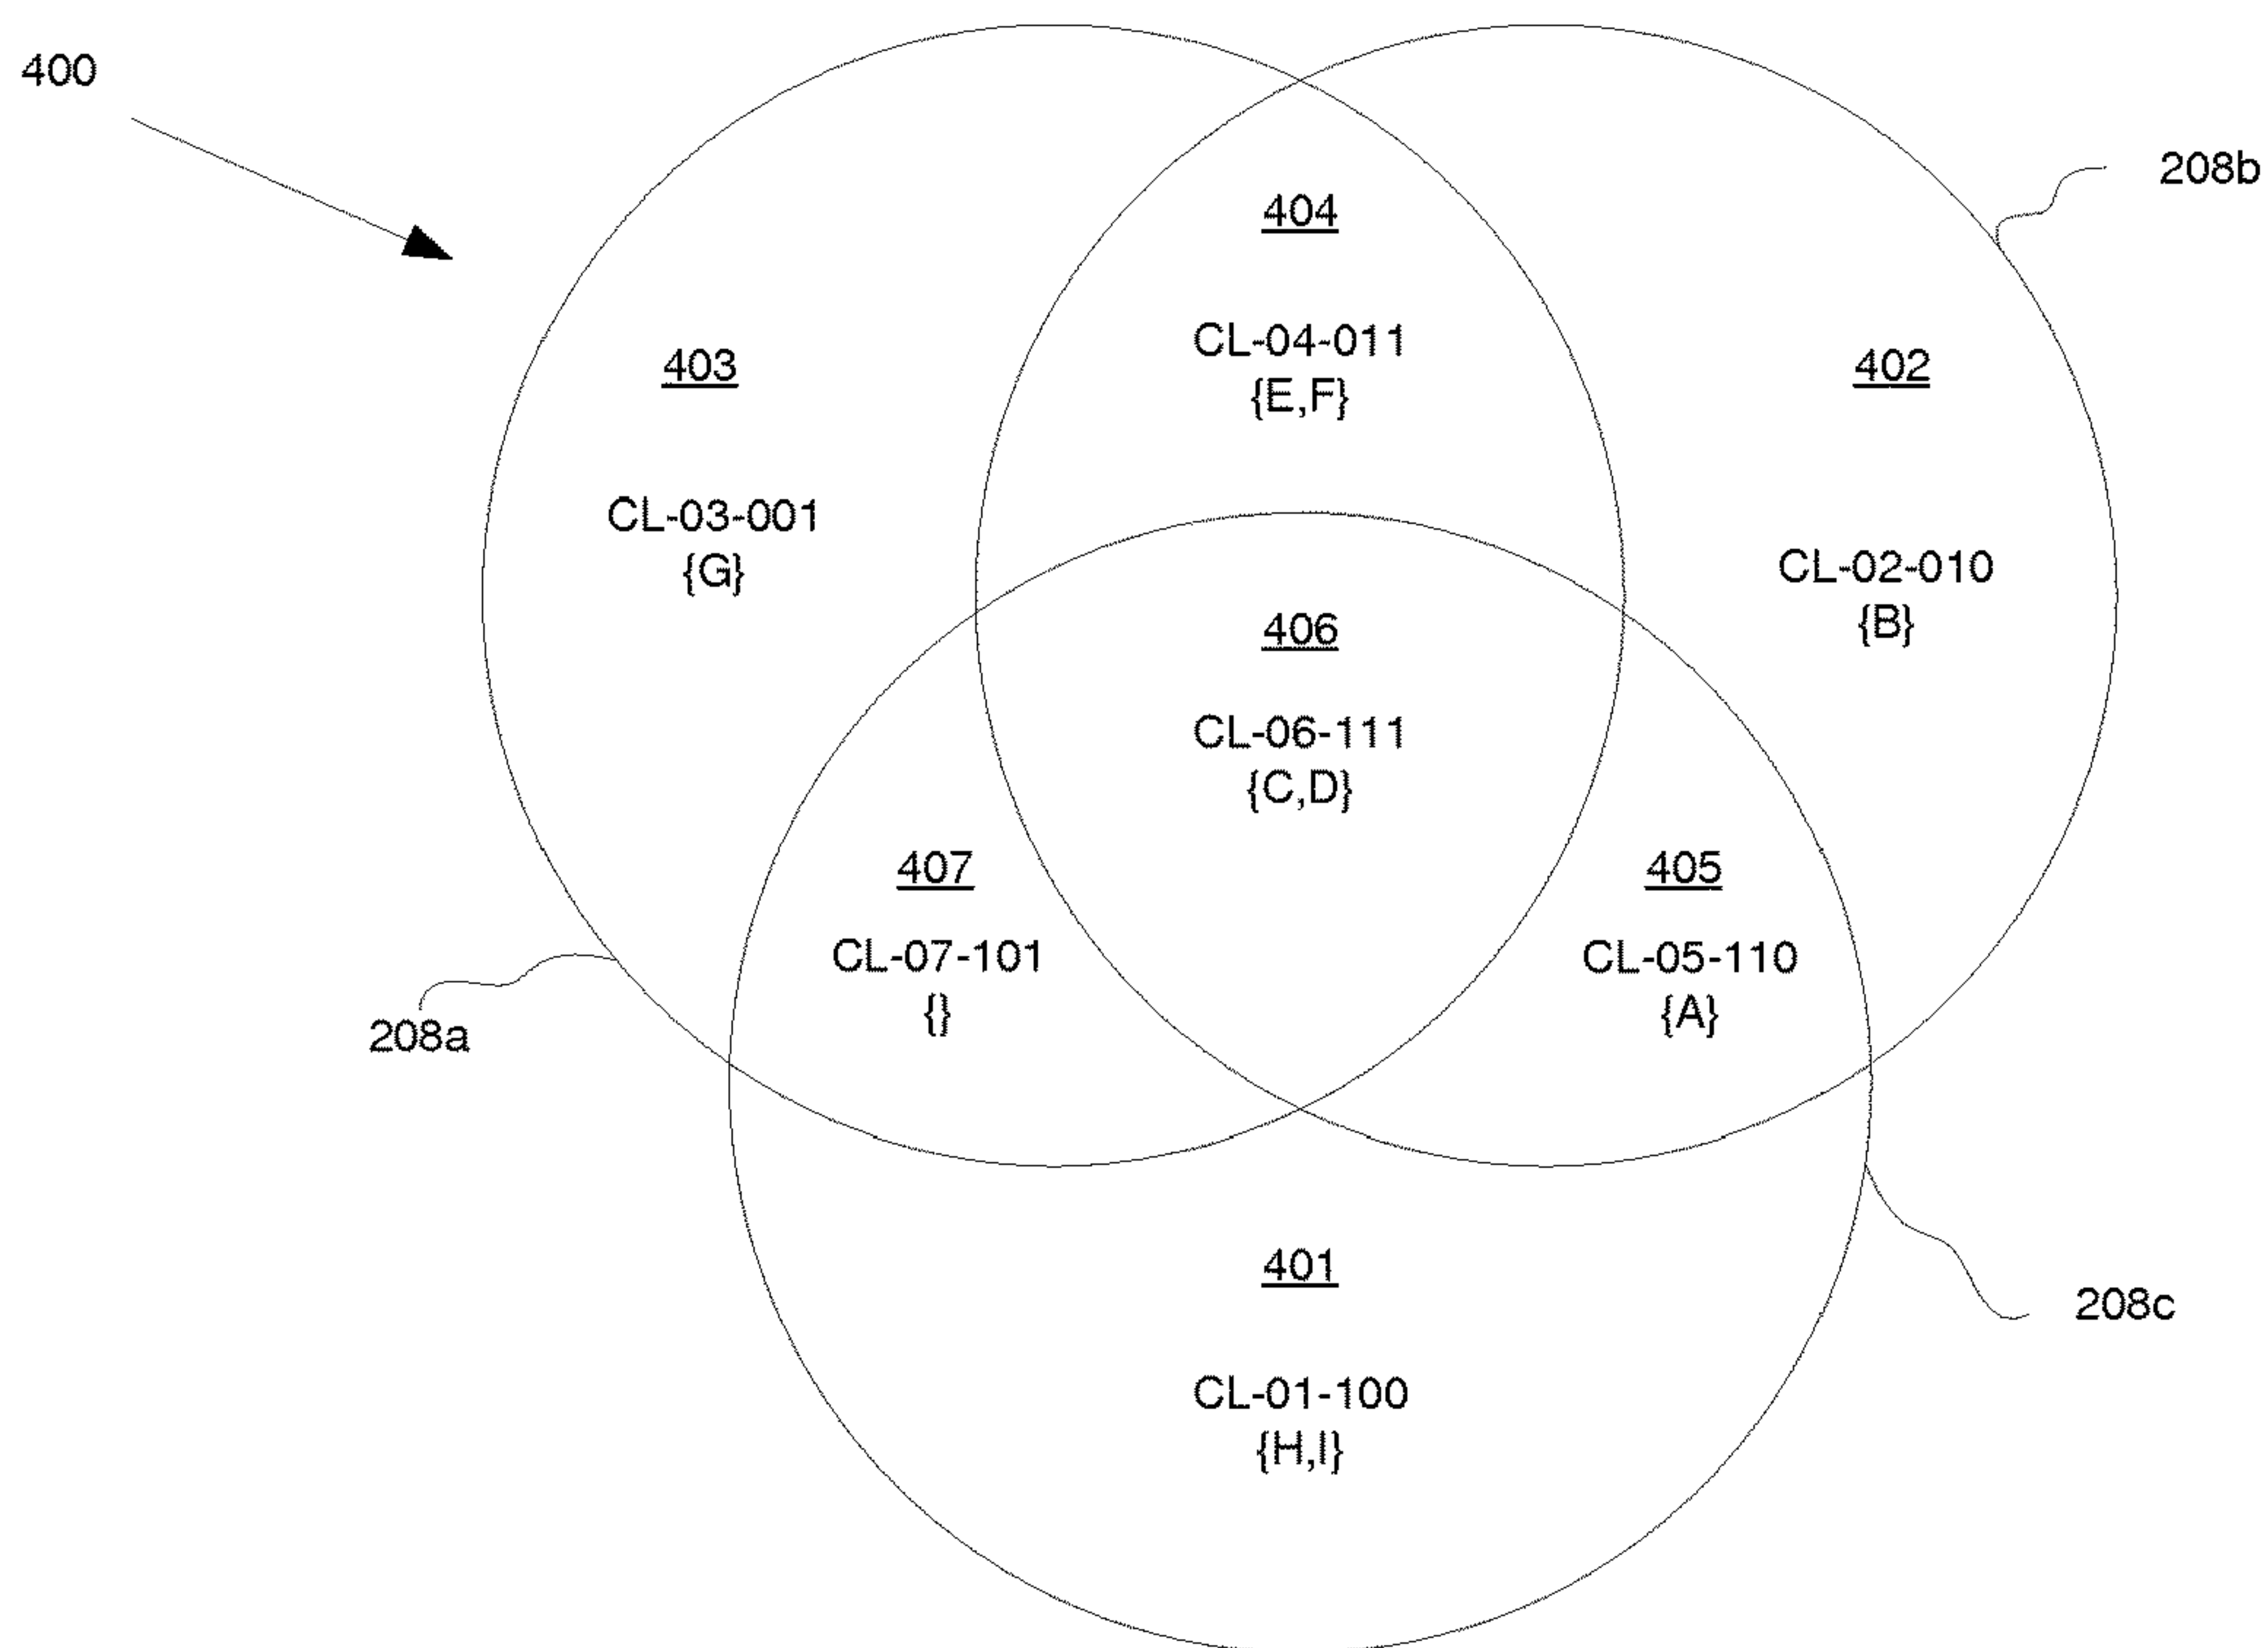 400
208b
404
CL-04-011
{E,F}
403
402
CL-03-001
{G}
CL-02-010
{B}
406
CL-06-111
{C,D}
407
405
CL-07-101
{}
CL-05-110
{A}
208a
401
208c
CL-01-100
{H,I}